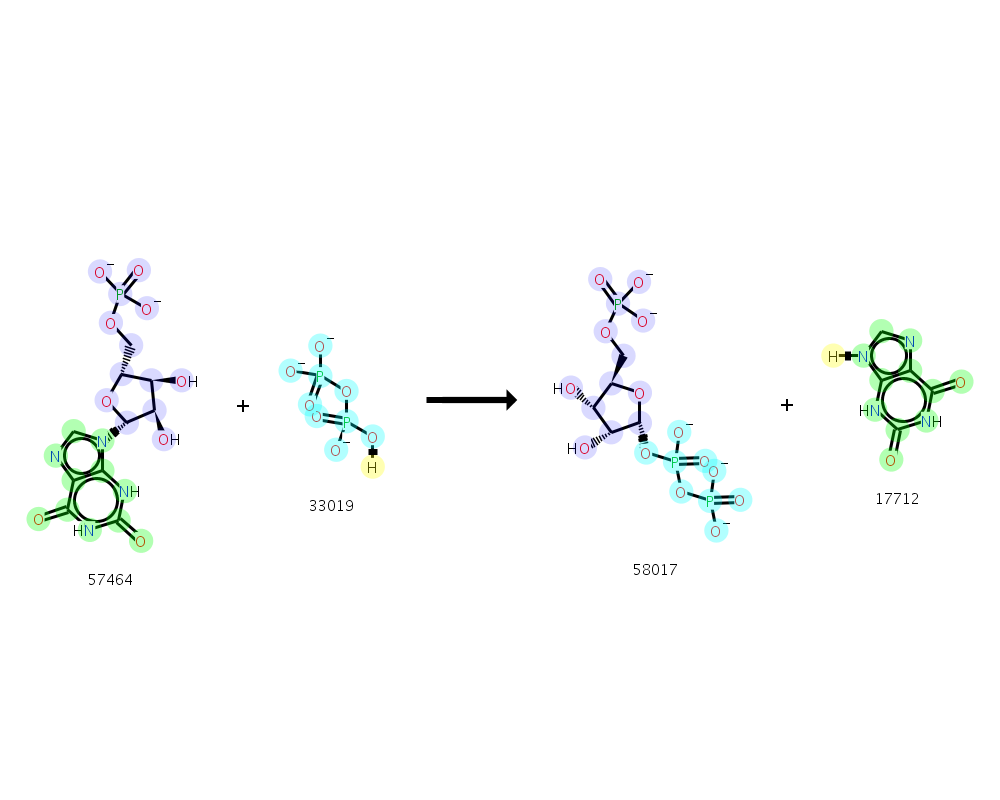 O⁻ O
P
O⁻
O
OH
O
OH
N N
NH
O HN O
57464
+
O⁻
O⁻ P O
O O P O
O⁻
H
33019
O O⁻
P
O⁻
O
HO O
HO O
O⁻
P O
O⁻
O P O
O⁻
58017
+
H N N
O
HN
NH
O
17712